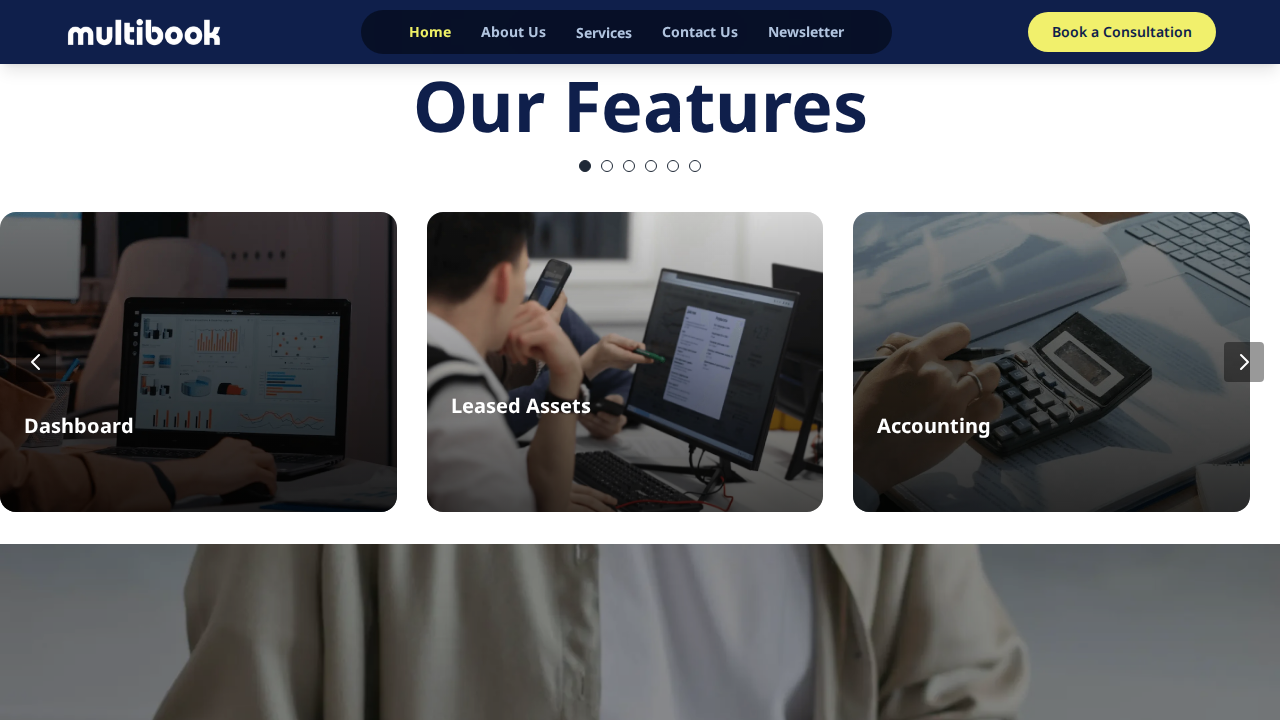 multibook
Home
About Us
Services
Contact Us
Newsletter
Book a Consultation
Our Features
Dashboard
Leased Assets
Accounting